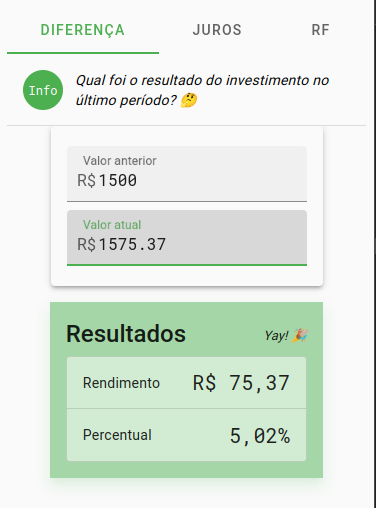 DIFERENÇA JUROS RF
Info
Qual foi o resultado do investimento no
último período? 🤔
Valor anterior
R$1500
Valor atual
R$1575.37
Resultados Yay! 🎉
Rendimento R$ 75,37
Percentual 5,02%